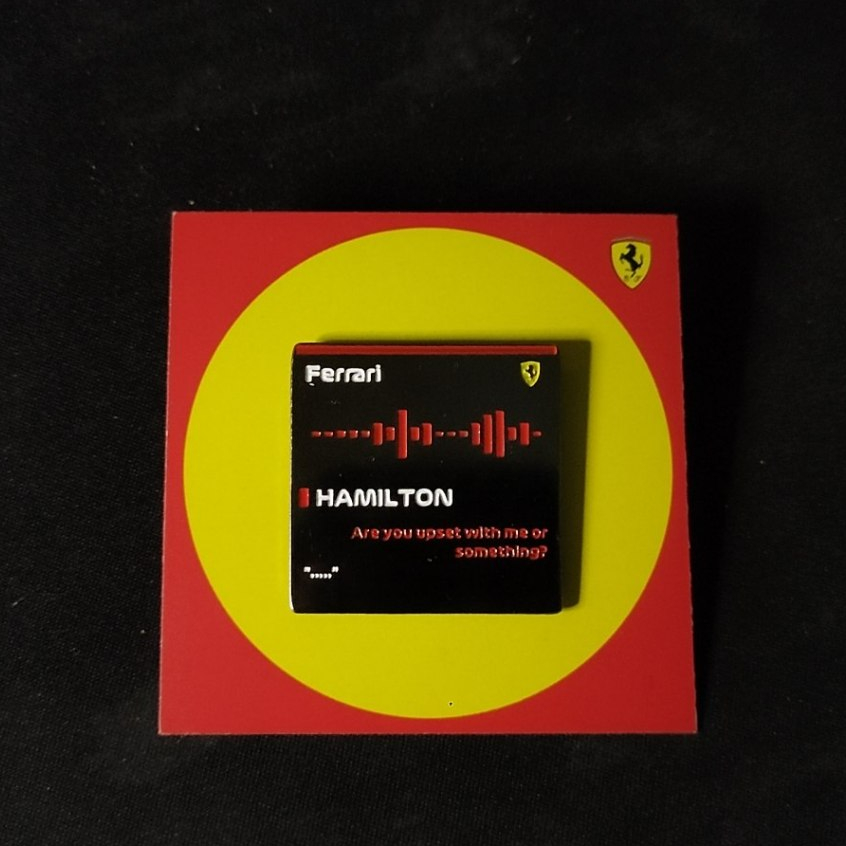 Ferrari
HAMILTON
Are you upset with me or
something?
"....."